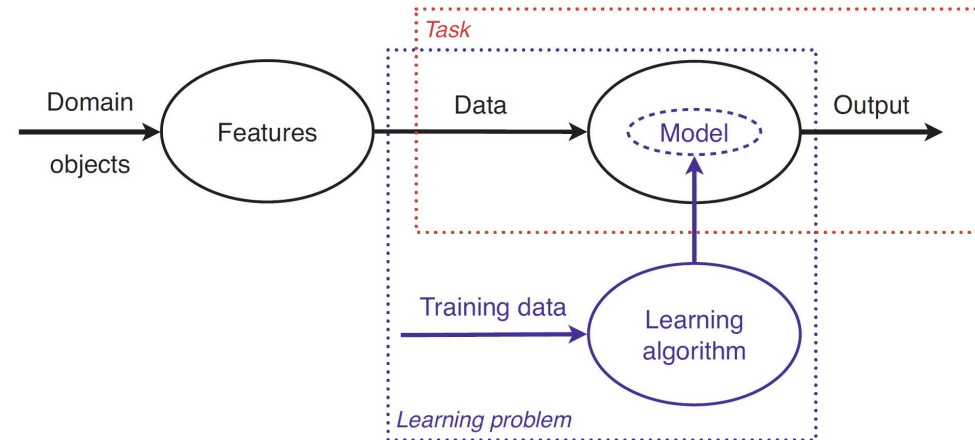 Task
Domain
objects
Features
Data
Model
Output
Training data
Learning
algorithm
Learning problem